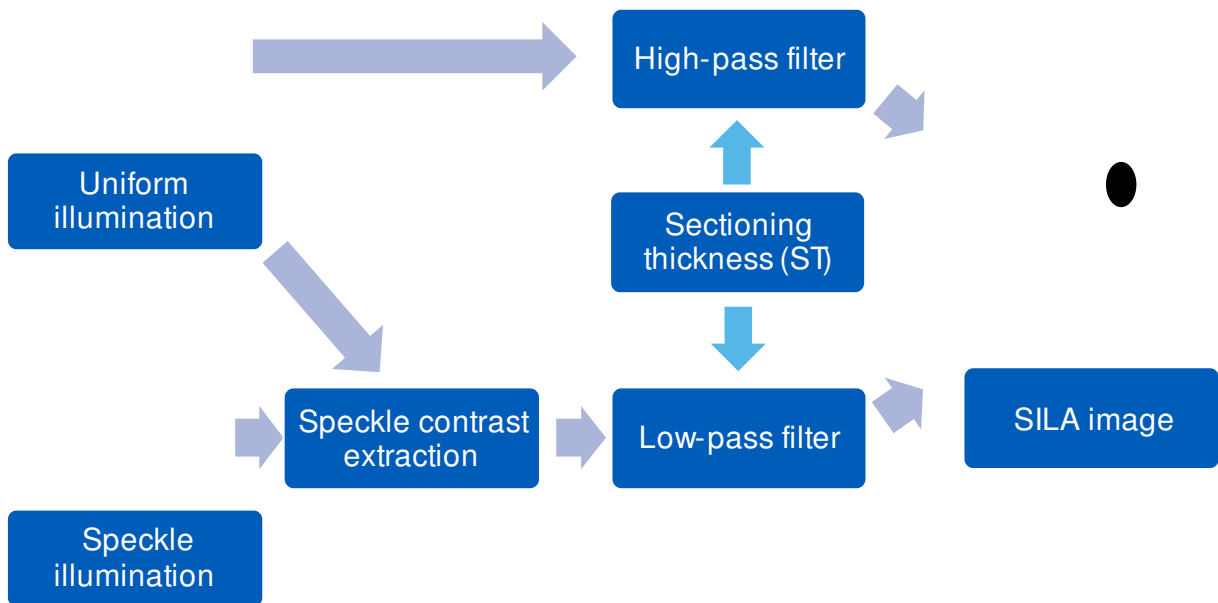 High-pass filter
Uniform
illumination
Sectioning
thickness (ST)
Speckle contrast
extraction
Low-pass filter
SILA image
Speckle
illumination